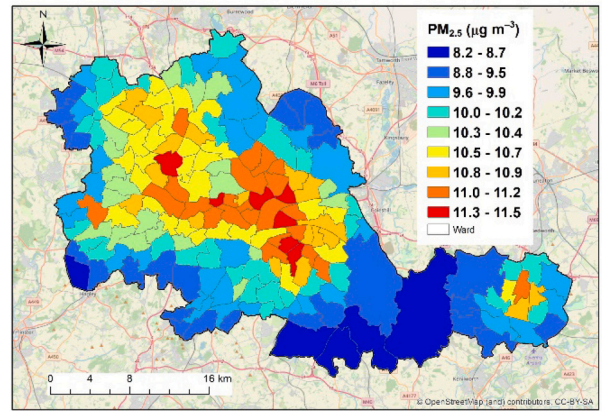 N
PM2.5 (µg m⁻³)
8.2 - 8.7
8.8 - 9.5
9.6 - 9.9
10.0 - 10.2
10.3 - 10.4
10.5 - 10.7
10.8 - 10.9
11.0 - 11.2
11.3 - 11.5
Ward
0 4 8 16 km
© OpenStreetMap (and) contributors, CC-BY-SA